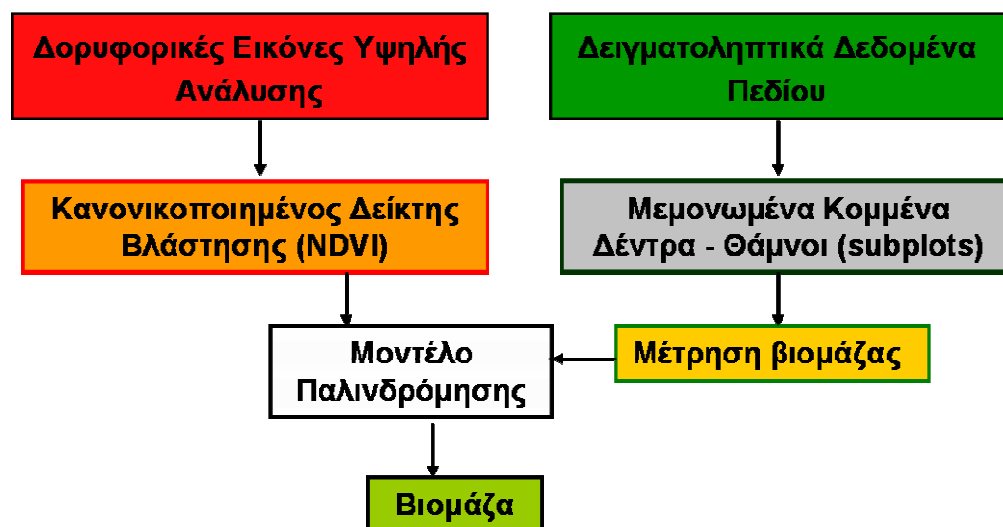 Δορυφορικές Εικόνες Υψηλής
Ανάλυσης
Δειγματοληπτικά Δεδομένα
Πεδίου
Κανονικοποιημένος Δείκτης
Βλάστησης (NDVI)
Μεμονωμένα Κομμένα
Δέντρα - Θάμνοι (subplots)
Μοντέλο
Παλινδρόμησης
Μέτρηση βιομάζας
Βιομάζα